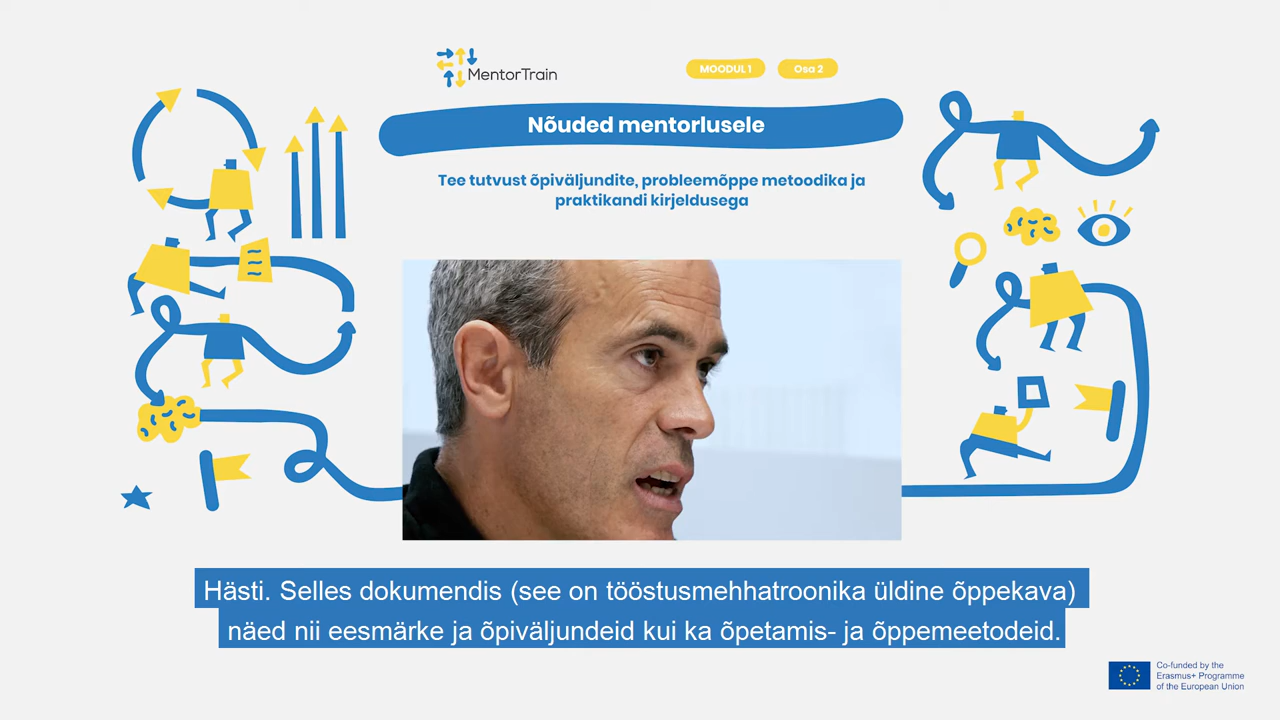 MentorTrain
MOODUL 1
Osa 2
Nõuded mentorlusele
Tee tutvust õpiväljundite, probleemõppe metoodika ja
praktikandi kirjeldusega
Hästi. Selles dokumendis (see on tööstusmehhatroonika üldine õppekava)
näed nii eesmärke ja õpiväljundeid kui ka õpetamis- ja õppemeetodeid.
Co-funded by the
Erasmus+ Programme
of the European Union